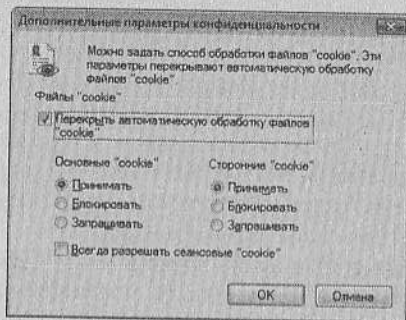 Дополнительные параметры конфиденциальности
Можно задать способ обработки файлов "cookie". Эти
параметры перекрывают автоматическую обработку
файлов "cookie".
Файлы "cookie"
Перекрыть автоматическую обработку файлов
"cookie"
Основные "cookie" Сторонние "cookie"
Принимать Принимать
Блокировать Блокировать
Запрашивать Запрашивать
Всегда разрешать сеансовые "cookie"
OK Отмена